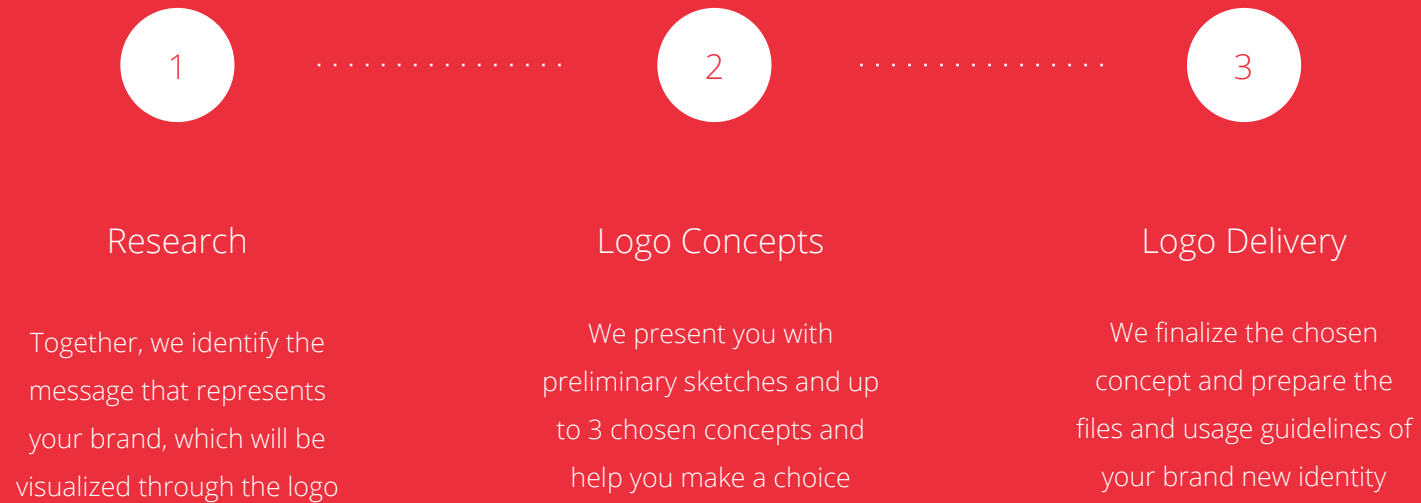 1
2
3
Research
Together, we identify the
message that represents
your brand, which will be
visualized through the logo
Logo Concepts
We present you with
preliminary sketches and up
to 3 chosen concepts and
help you make a choice
Logo Delivery
We finalize the chosen
concept and prepare the
files and usage guidelines of
your brand new identity